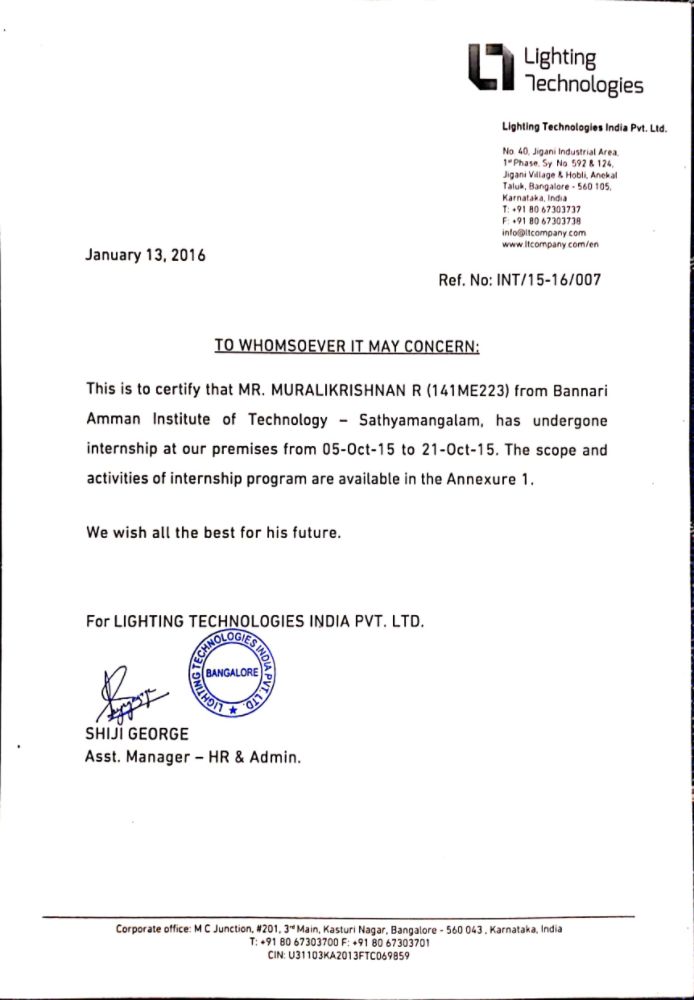 Lighting
Technologies
Lighting Technologies India Pvt. Ltd.
No. 40, Jigani Industrial Area,
1st Phase, Sy. No. 592 & 124,
Jigani Village & Hobli, Anekal
Taluk, Bangalore - 560 105,
Karnataka, India
T: +91 80 67303737
F: +91 80 67303738
info@ltcompany.com
www.ltcompany.com/en
January 13, 2016
Ref. No: INT/15-16/007
TO WHOMSOEVER IT MAY CONCERN:
This is to certify that MR. MURALIKRISHNAN R (141ME223) from Bannari
Amman Institute of Technology – Sathyamangalam, has undergone
internship at our premises from 05-Oct-15 to 21-Oct-15. The scope and
activities of internship program are available in the Annexure 1.
We wish all the best for his future.
For LIGHTING TECHNOLOGIES INDIA PVT. LTD.
LIGHTING TECHNOLOGIES INDIA PVT. LTD.
BANGALORE
SHIJI GEORGE
Asst. Manager – HR & Admin.
Corporate office: M C Junction, #201, 3rd Main, Kasturi Nagar, Bangalore - 560 043, Karnataka, India
T: +91 80 67303700 F: +91 80 67303701
CIN: U31103KA2013FTC069859